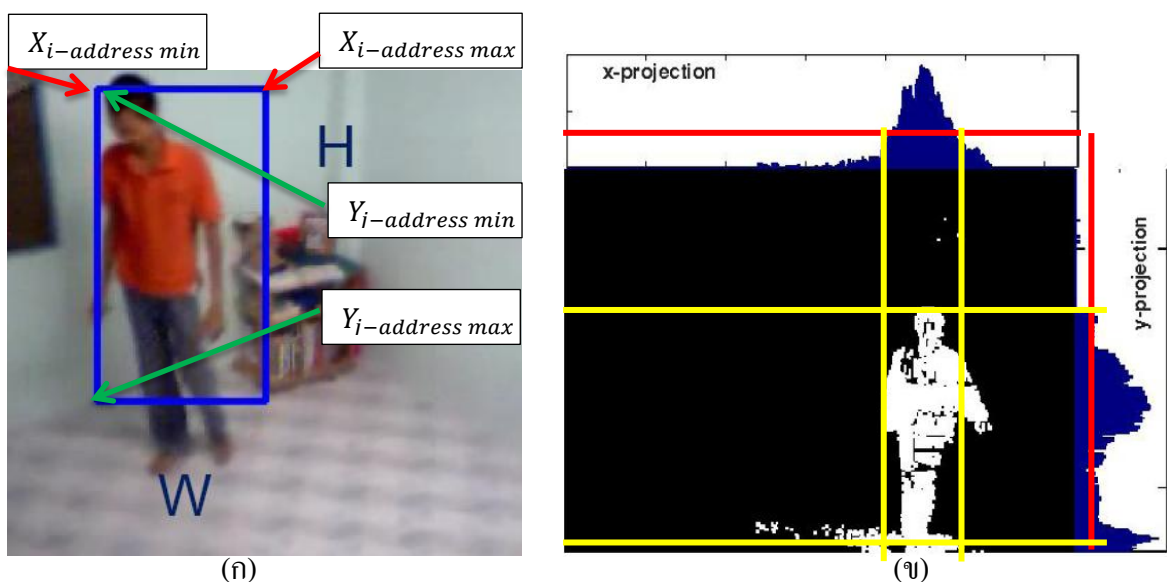 X_{i-address min}
X_{i-address max}
H
Y_{i-address min}
Y_{i-address max}
W
(ก)
x-projection
y-projection
(ข)